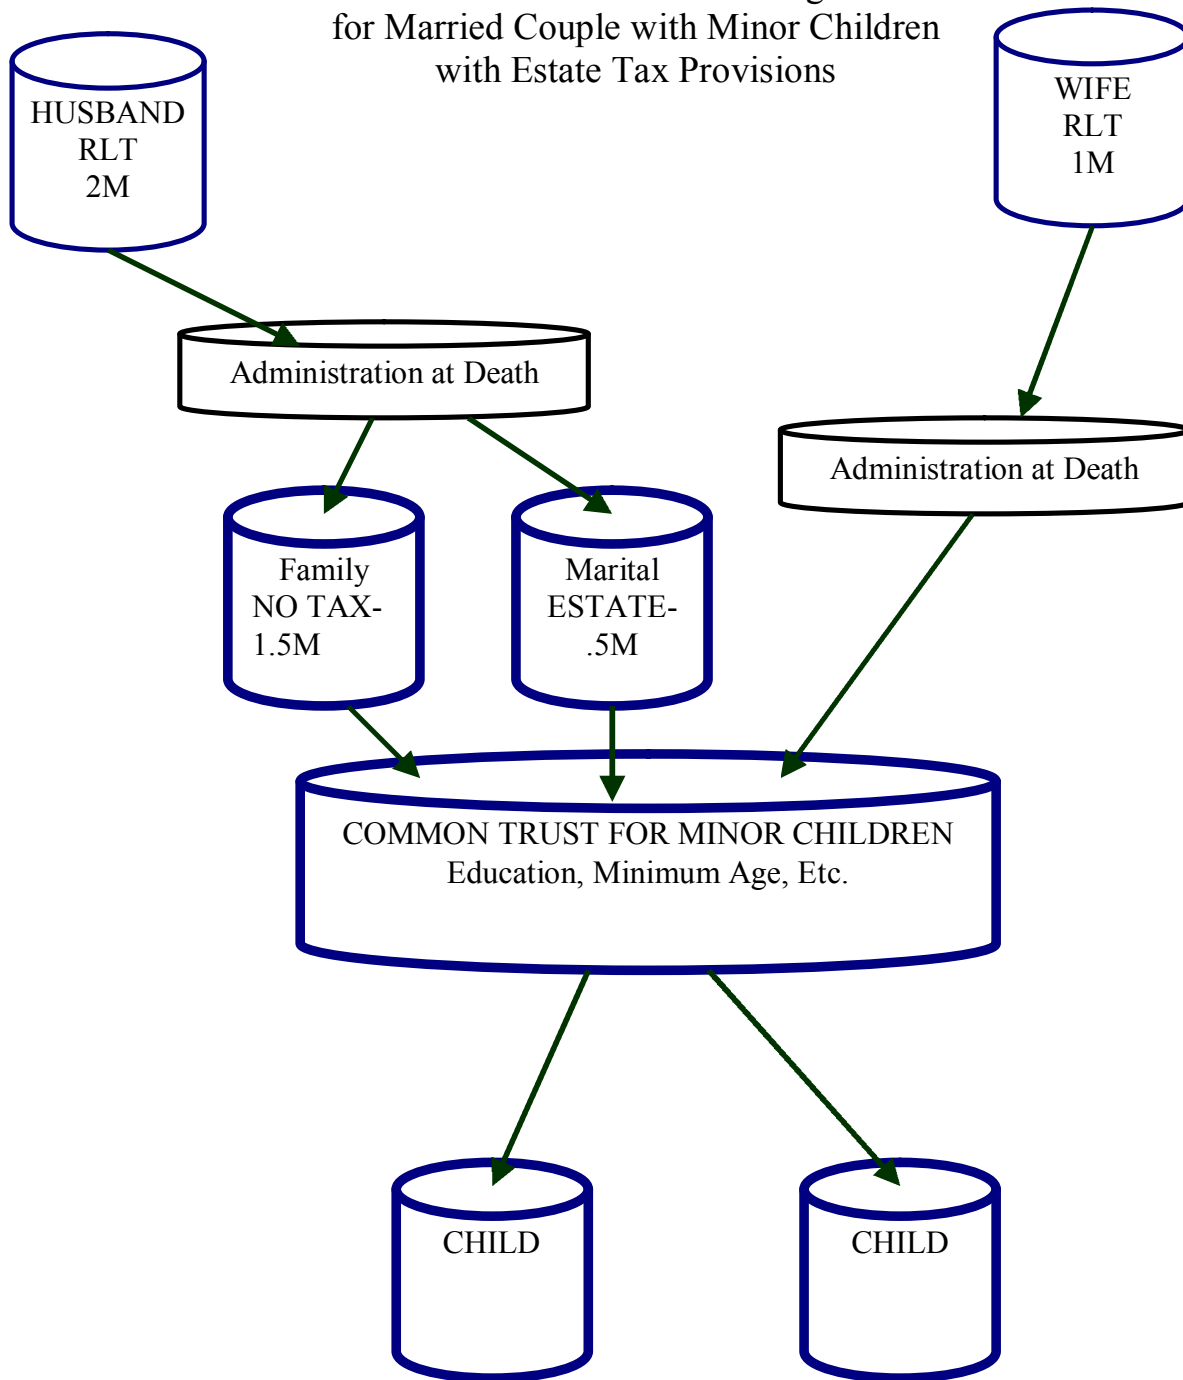 for Married Couple with Minor Children
with Estate Tax Provisions
HUSBAND
RLT
2M
WIFE
RLT
1M
Administration at Death
Administration at Death
Family
NO TAX-
1.5M
Marital
ESTATE-
.5M
COMMON TRUST FOR MINOR CHILDREN
Education, Minimum Age, Etc.
CHILD
CHILD